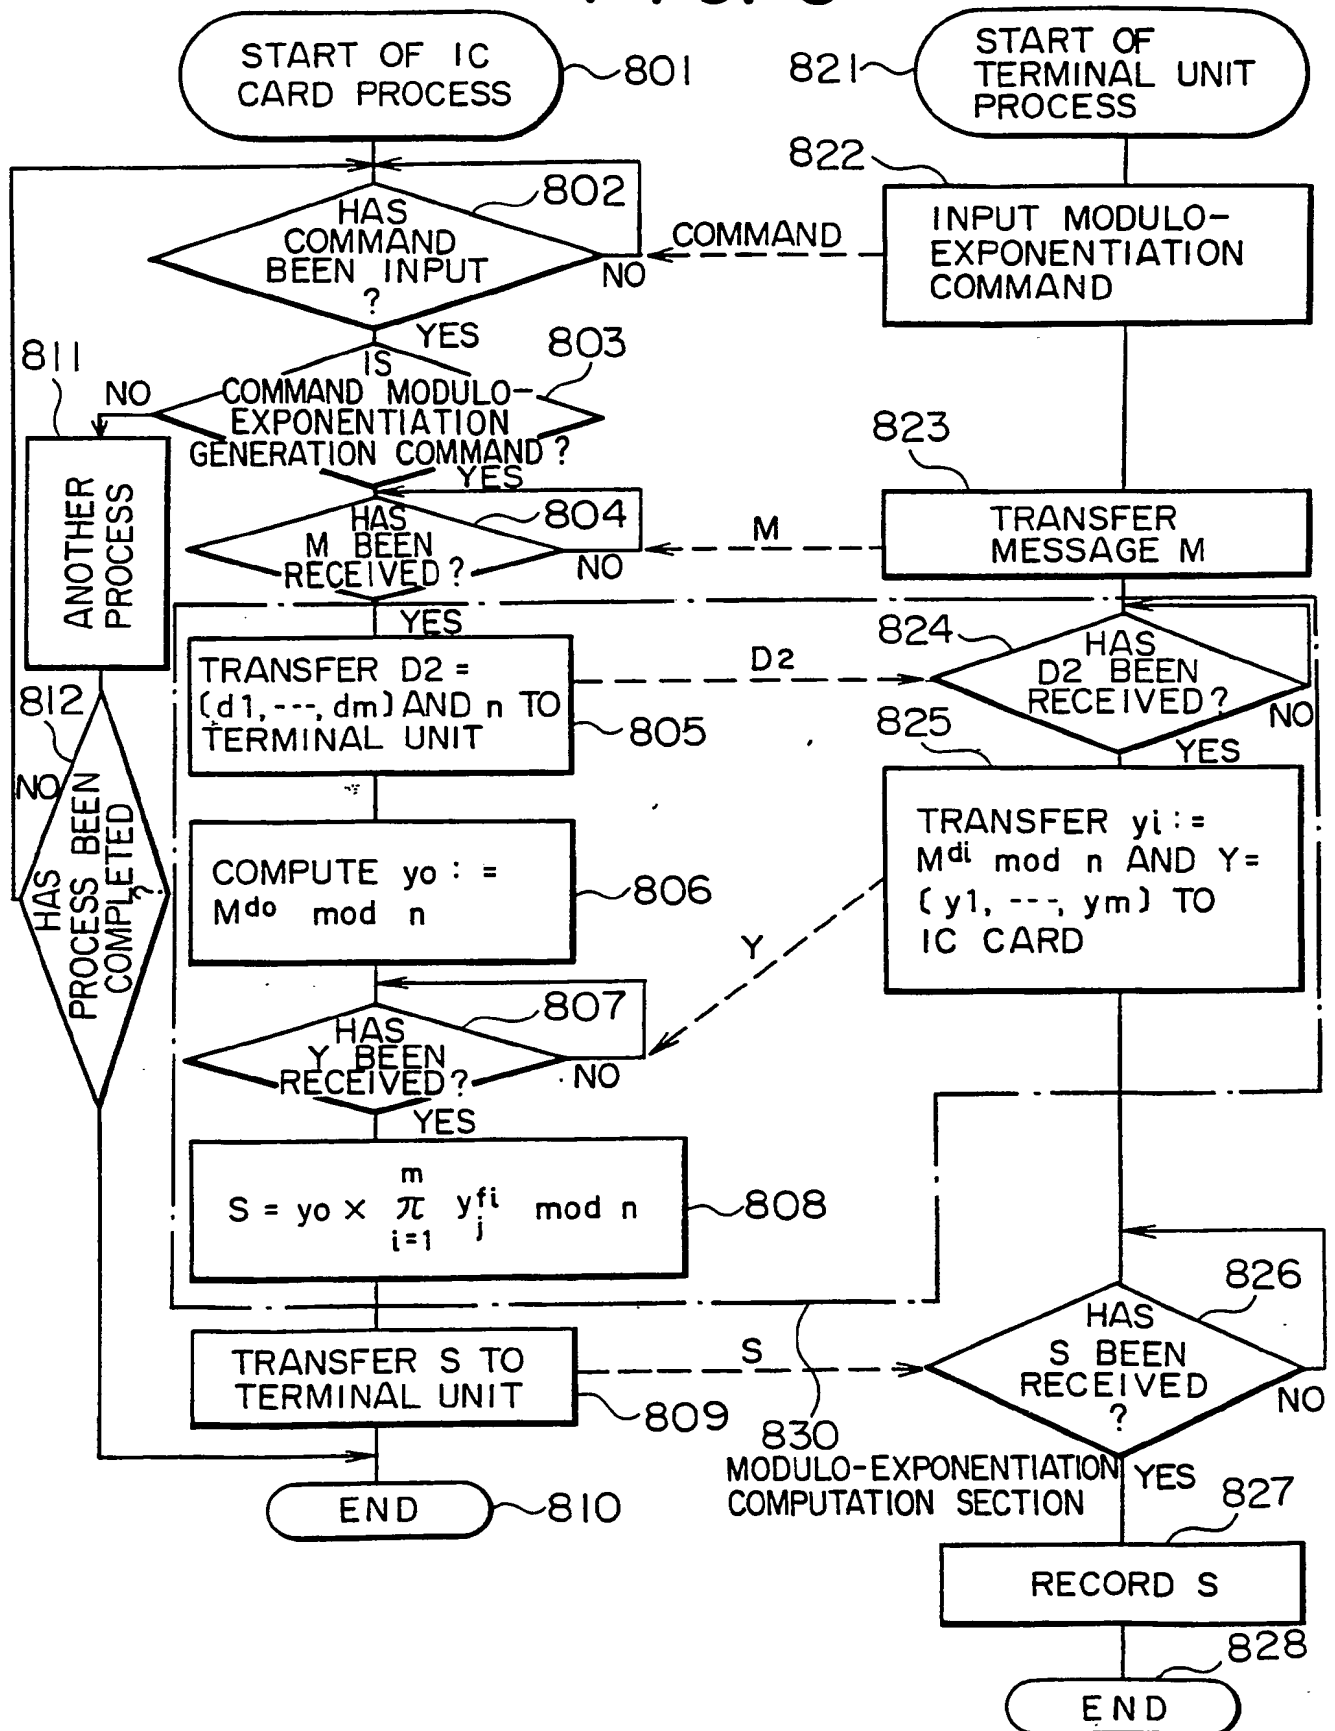 START OF IC
CARD PROCESS
801
HAS
COMMAND
BEEN INPUT
?
802
NO
YES
COMMAND
IS
COMMAND MODULO-
EXPONENTIATION
GENERATION COMMAND?
803
NO
YES
811
ANOTHER
PROCESS
812
HAS
PROCESS BEEN
COMPLETED
?
NO
HAS
M BEEN
RECEIVED?
804
NO
YES
M
TRANSFER D2=
(d1,---,dm) AND n TO
TERMINAL UNIT
805
D2
COMPUTE yo :=
M^do mod n
806
HAS
Y BEEN
RECEIVED?
807
NO
YES
Y
S = yo × π i=1 m y j fi mod n
808
TRANSFER S TO
TERMINAL UNIT
809
S
END
810
821
START OF
TERMINAL UNIT
PROCESS
822
INPUT MODULO-
EXPONENTIATION
COMMAND
823
TRANSFER
MESSAGE M
824
HAS
D2 BEEN
RECEIVED?
NO
YES
825
TRANSFER yi :=
M^di mod n AND Y=
(y1, ---, ym) TO
IC CARD
826
HAS
S BEEN
RECEIVED
?
NO
YES
830
MODULO-EXPONENTIATION
COMPUTATION SECTION
827
RECORD S
828
END